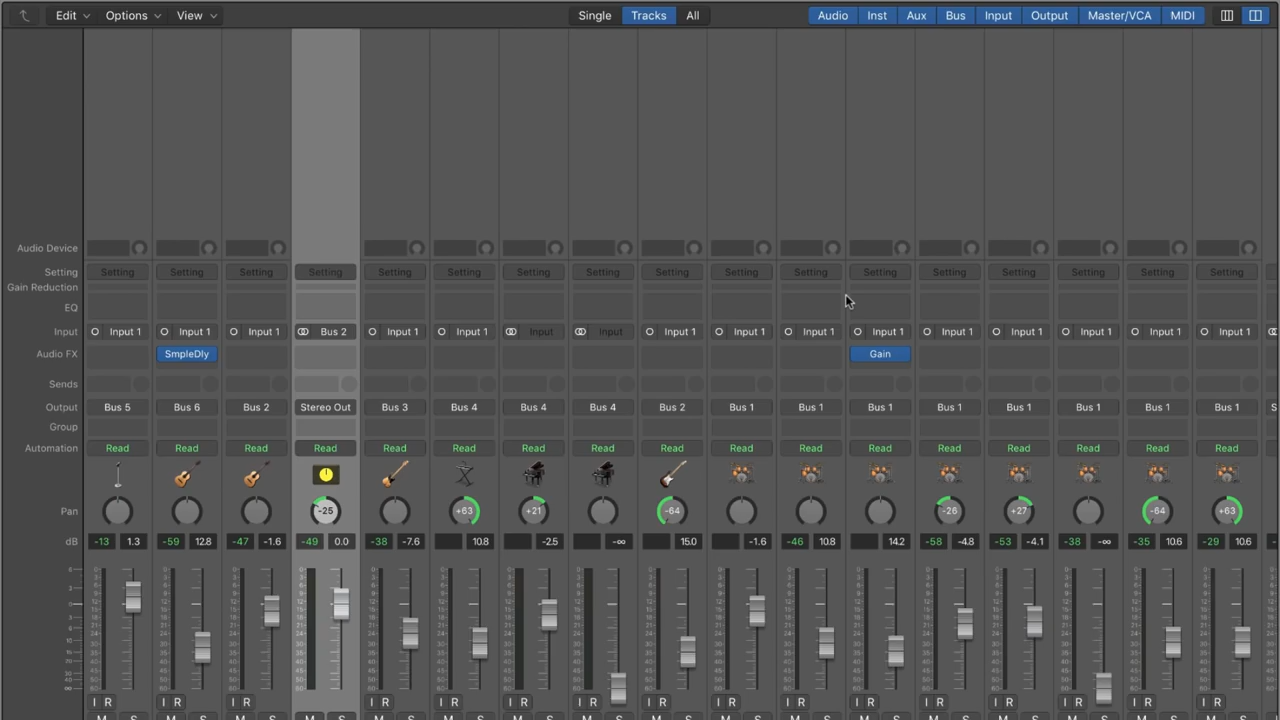 Edit Options View Single Tracks All Audio Inst Aux Bus Input Output Master/VCA MIDI
Audio Device
Setting Setting Setting Setting Setting Setting Setting Setting Setting Setting Setting Setting Setting Setting Setting Setting Setting Setting
Gain Reduction
EQ
Input Input 1 Input 1 Input 1 Bus 2 Input 1 Input 1 Input Input Input 1 Input 1 Input 1 Input 1 Input 1 Input 1 Input 1 Input 1 Input 1
Audio FX SmpleDly Gain
Sends
Output Bus 5 Bus 6 Bus 2 Stereo Out Bus 3 Bus 4 Bus 4 Bus 4 Bus 2 Bus 1 Bus 1 Bus 1 Bus 1 Bus 1 Bus 1 Bus 1 Bus 1 S
Group
Automation Read Read Read Read Read Read Read Read Read Read Read Read Read Read Read Read Read
Pan -25 +63 +21 -64 -26 +27 -64 +63
dB -13 1.3 -59 12.8 -47 -1.6 -49 0.0 -38 -7.6 10.8 -2.5 -∞ 15.0 -1.6 -46 10.8 14.2 -58 -4.8 -53 -4.1 -38 -∞ -35 10.6 -29 10.6
I R I R I R I R I R I R I R I R I R I R I R I R I R
M S M S M S M S M S M S M S M S M S M S M S M S M S M S M S M S M S